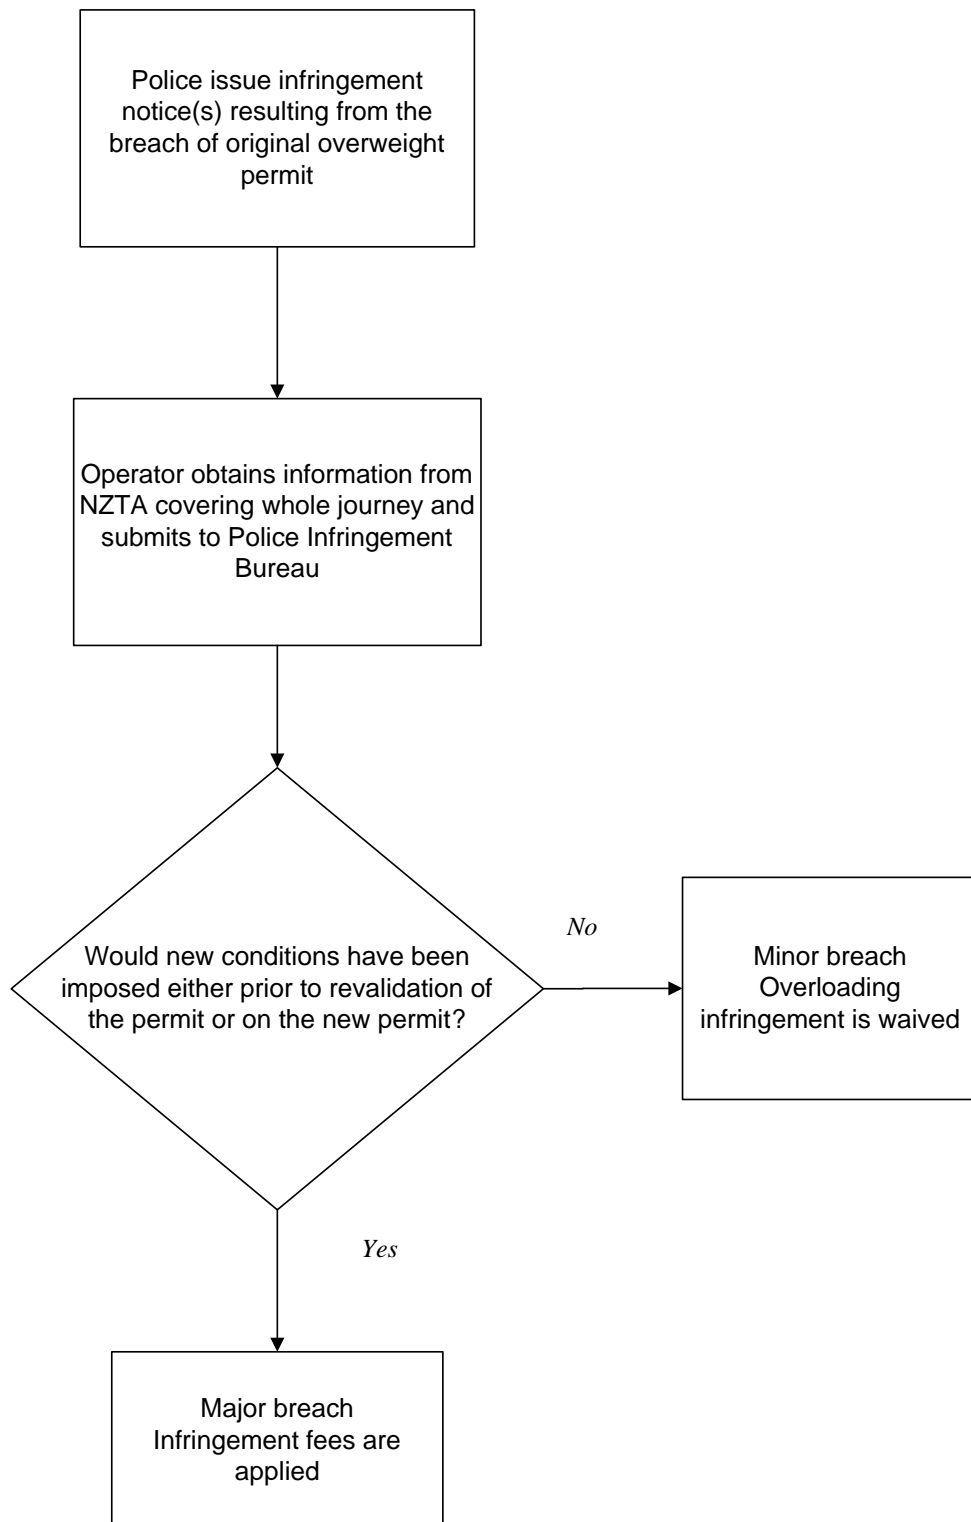 Police issue infringement
notice(s) resulting from the
breach of original overweight
permit
Operator obtains information from
NZTA covering whole journey and
submits to Police Infringement
Bureau
Would new conditions have been
imposed either prior to revalidation of
the permit or on the new permit?
No
Minor breach
Overloading
infringement is waived
Yes
Major breach
Infringement fees are
applied